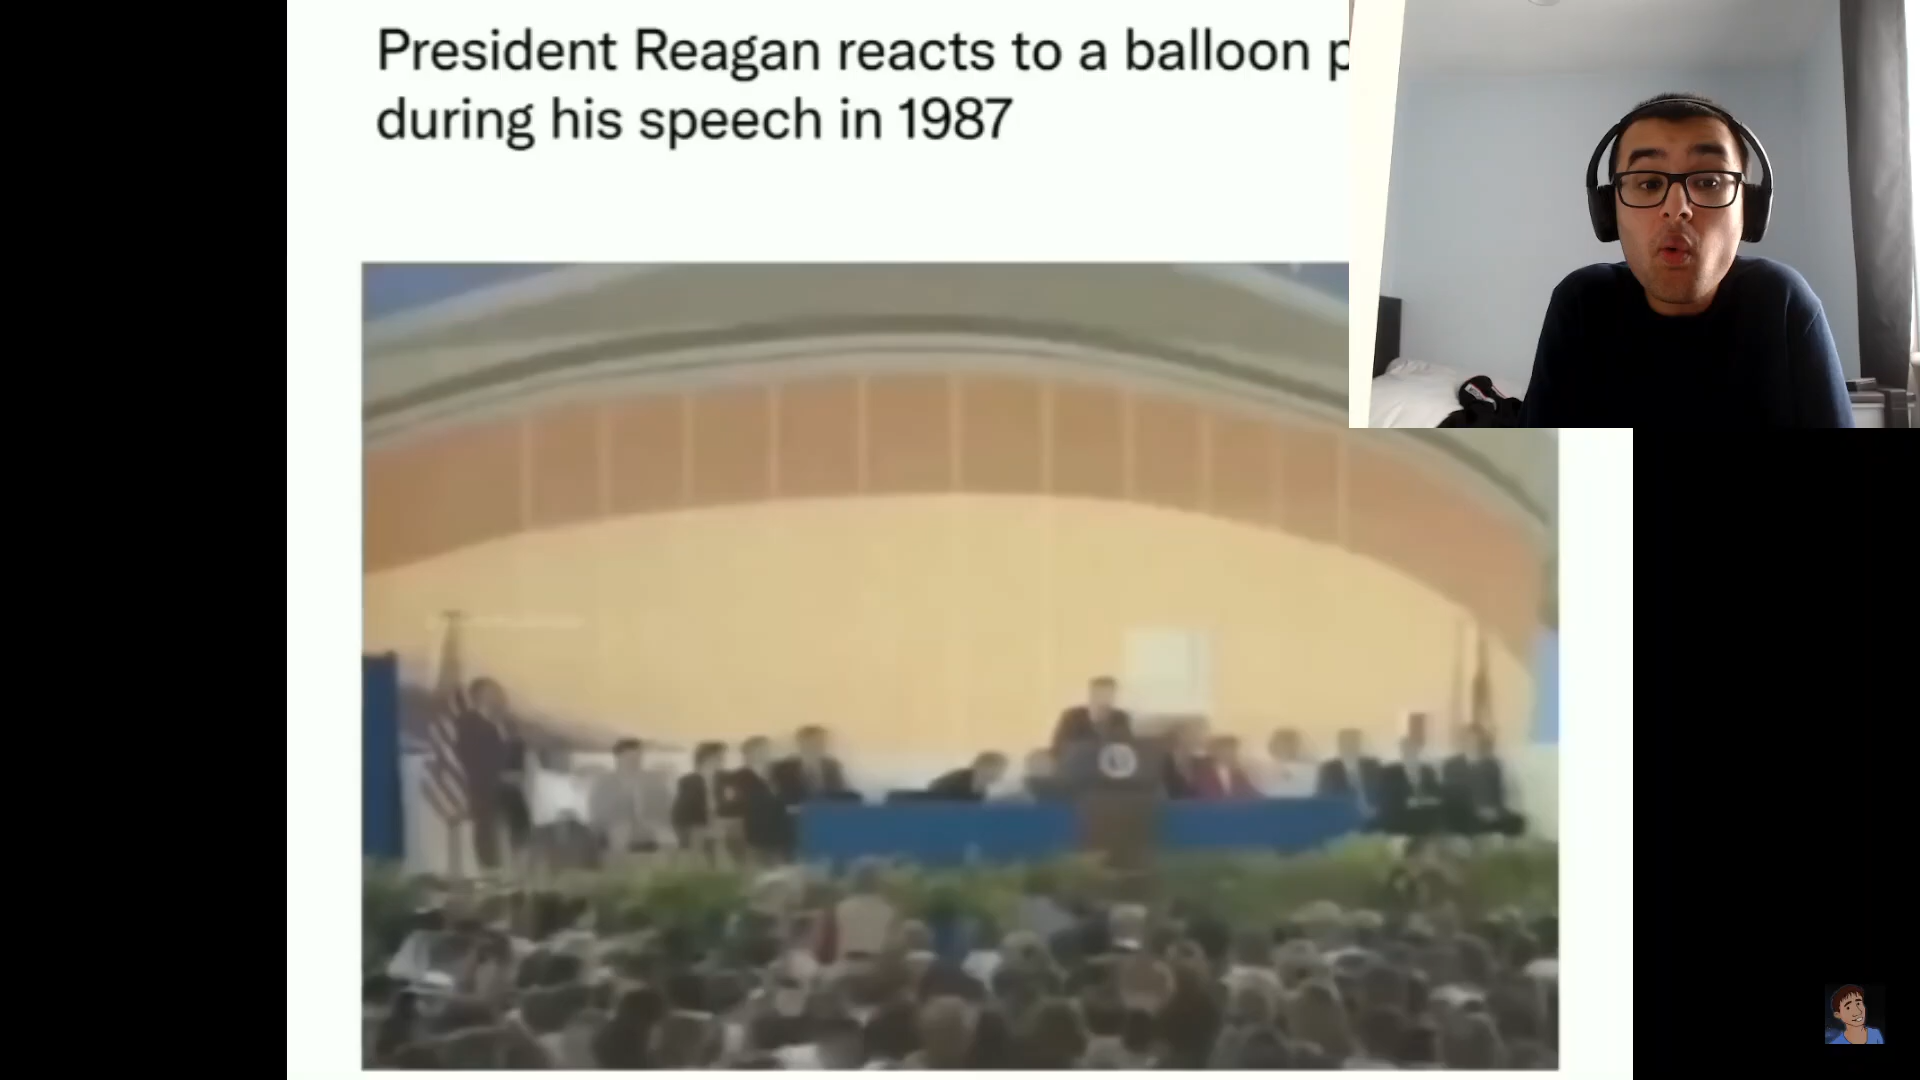 President Reagan reacts to a balloon p
during his speech in 1987